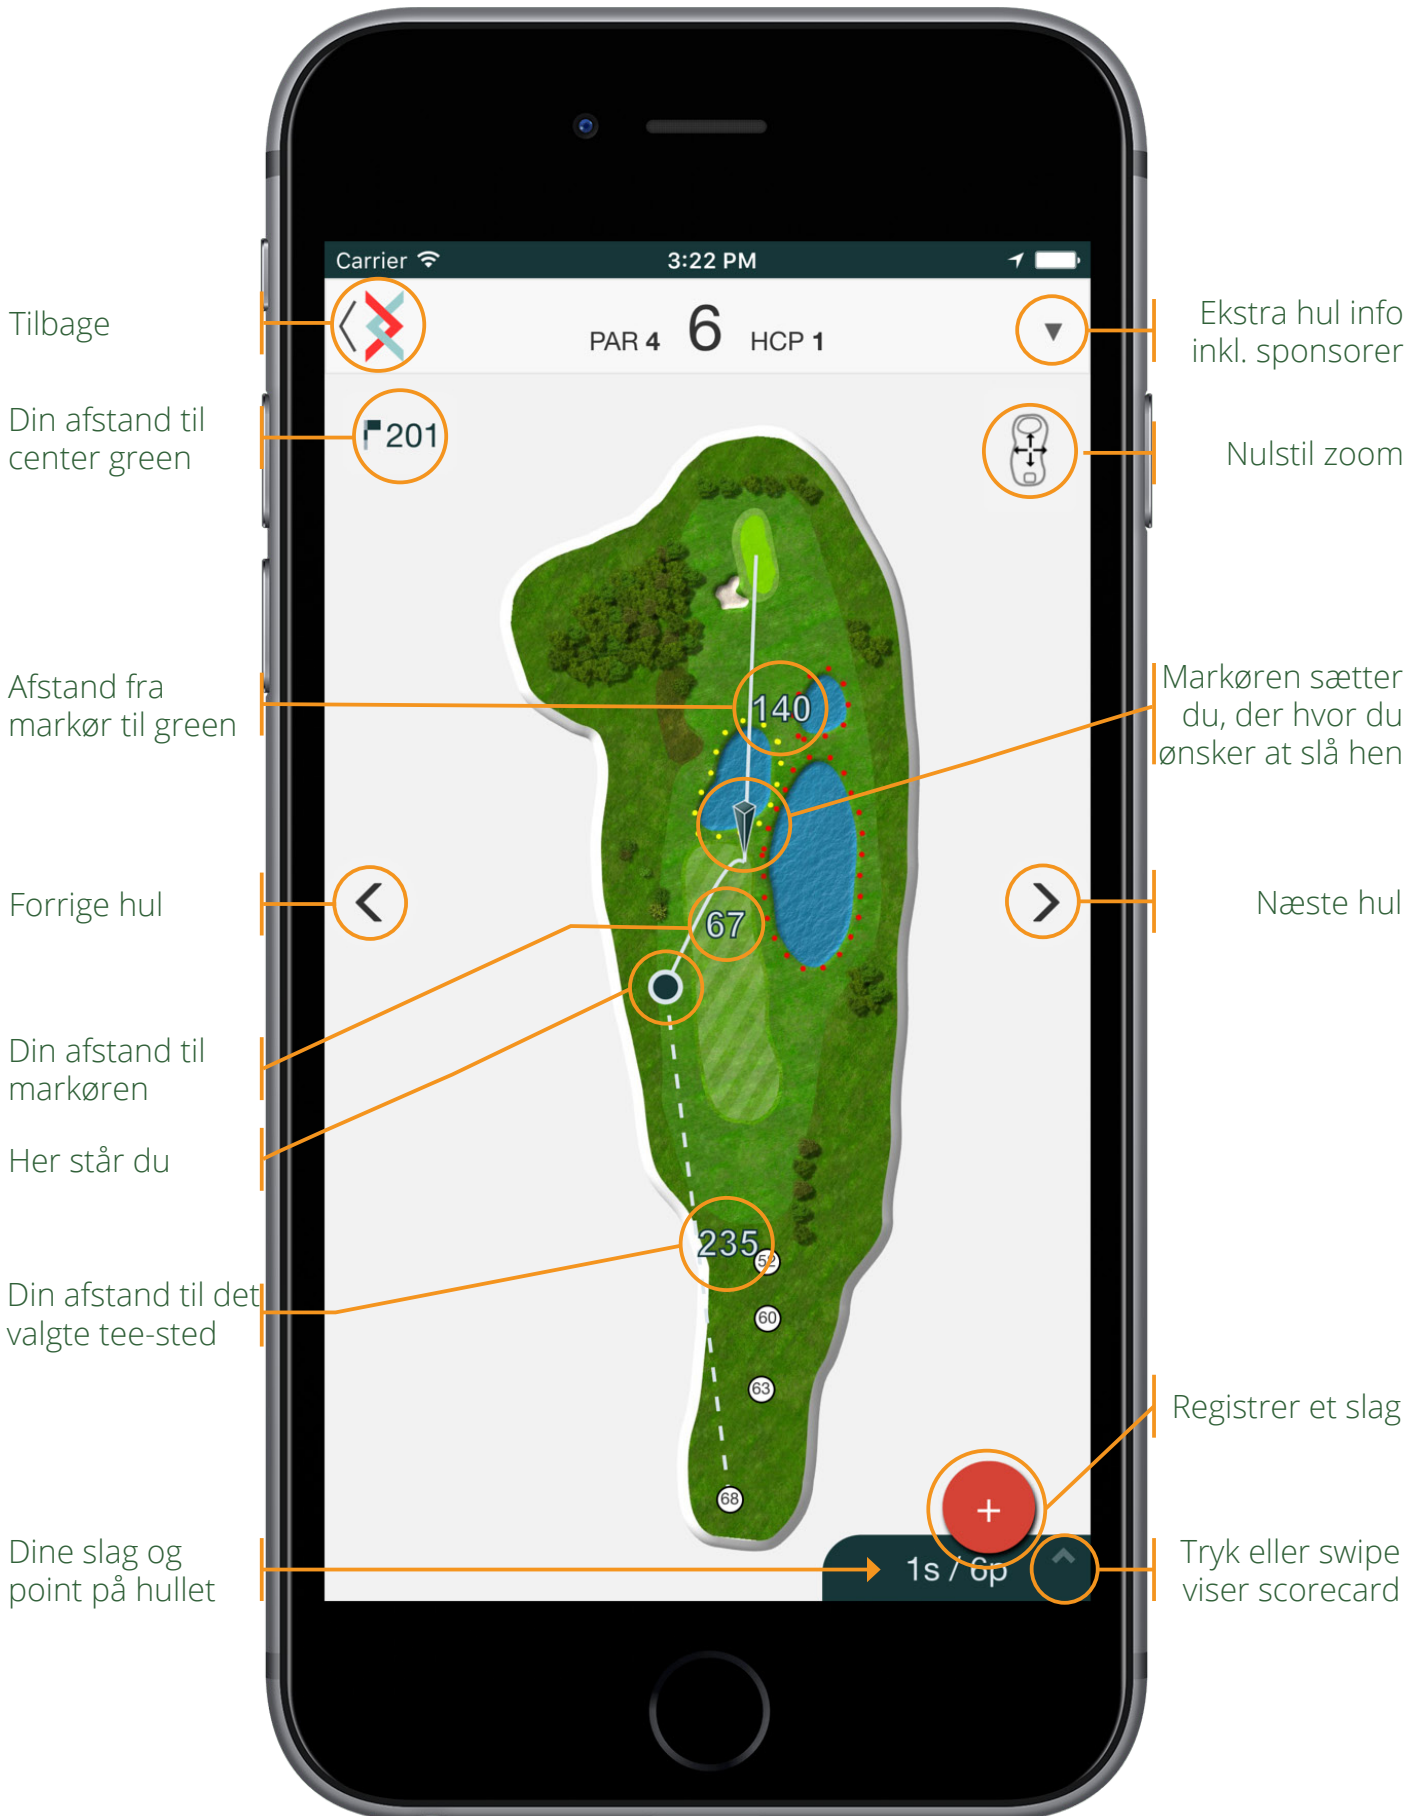 Carrier
3:22 PM
PAR 4 6 HCP 1
Tilbage
Ekstra hul info
inkl. sponsorer
Din afstand til
center green
201
Nulstil zoom
Afstand fra
markør til green
140
Markøren sætter
du, der hvor du
ønsker at slå hen
Forrige hul
67
Næste hul
Din afstand til
markøren
Her står du
235
52
Din afstand til det
valgte tee-sted
60
63
Registrer et slag
68
+
Dine slag og
point på hullet
1s / 6p
Tryk eller swipe
viser scorecard